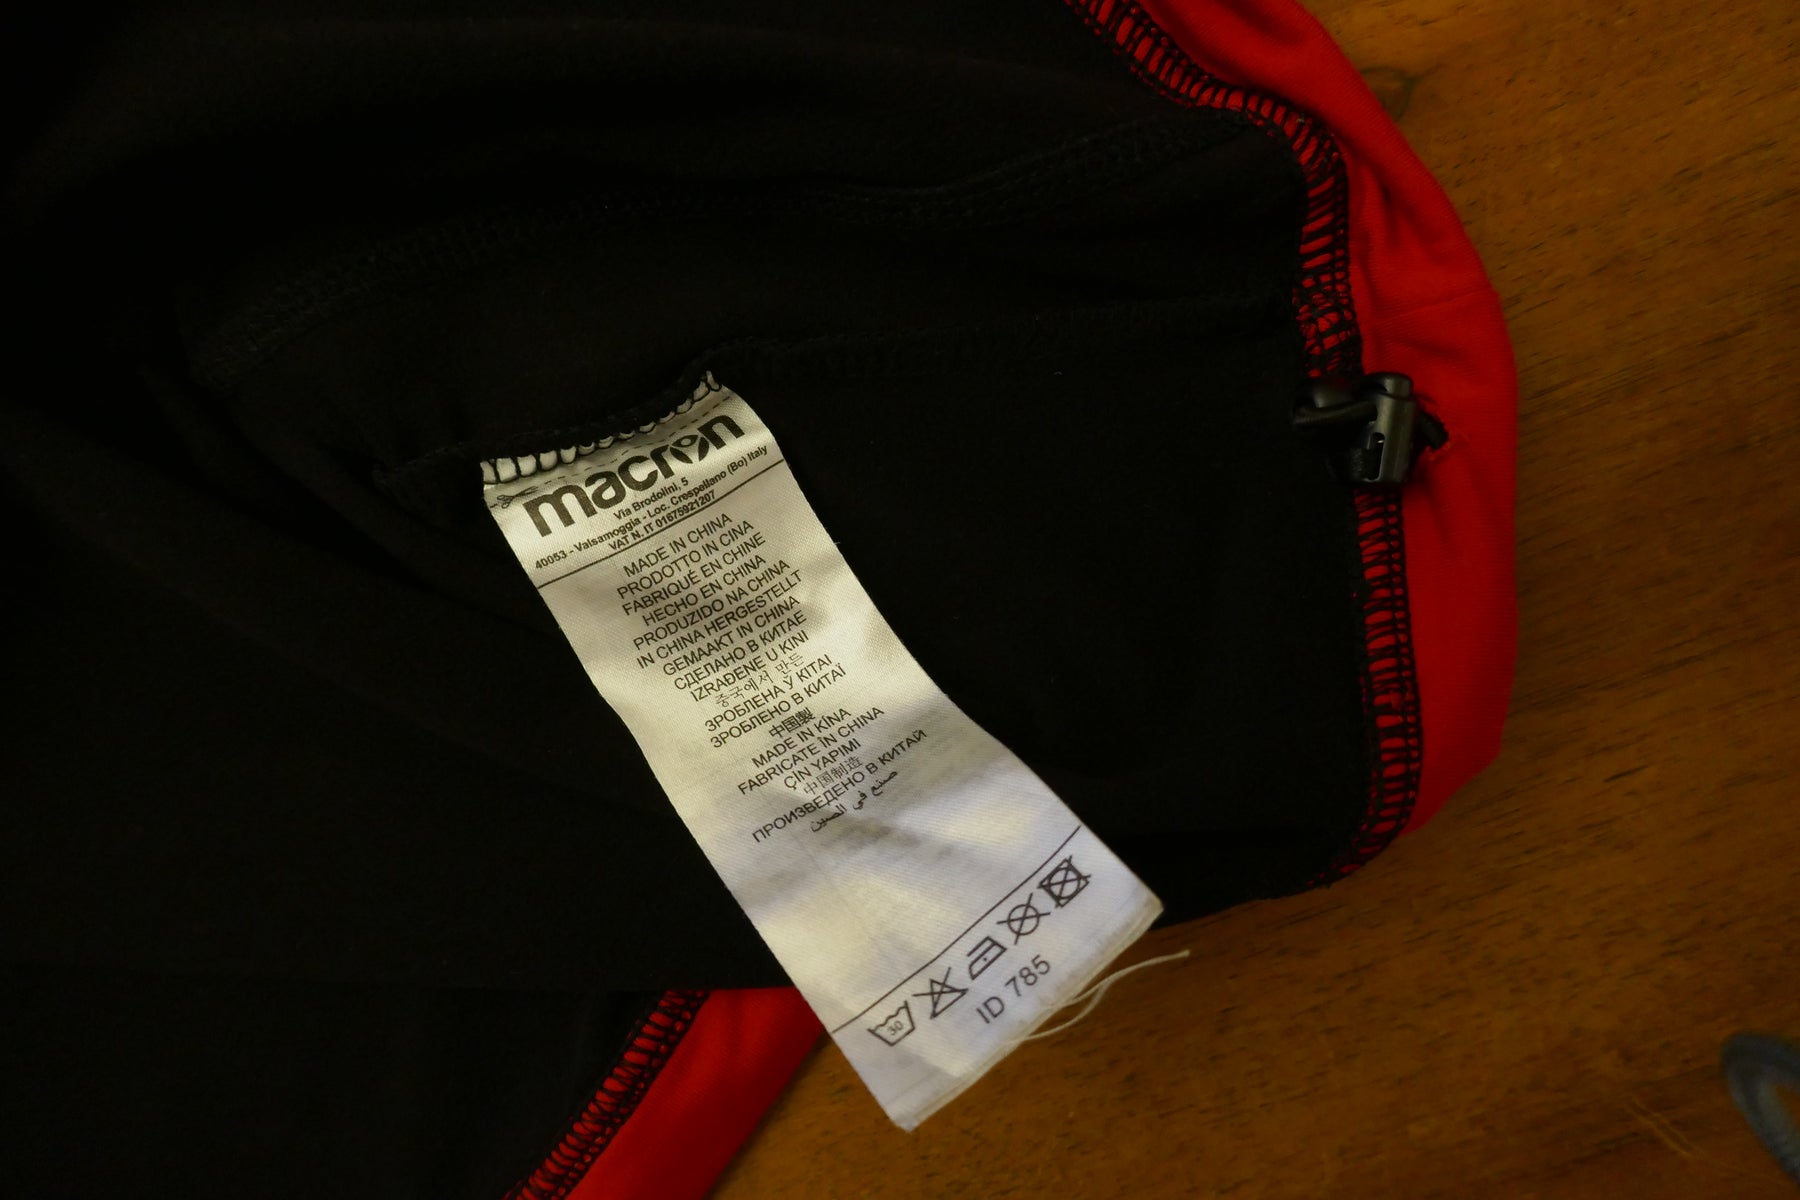 macron
Via Brodolini, 5
40053 - Valsamoggia - Loc. Crespellano (Bo) Italy
VAT N. IT 01675921207
MADE IN CHINA
PRODOTTO IN CINA
FABRIQUÉ EN CHINE
HECHO EN CHINA
PRODUZIDO NA CHINA
IN CHINA HERGESTELLT
GEMAAKT IN CHINA
СДЕЛАНО В КИТАЕ
IZRAĐENE U KINI
중국에서 만든
ЗРОБЛЕНА Ў КІТАІ
ЗРОБЛЕНО В КИТАЇ
中国製
MADE IN KÍNA
FABRICATE ÎN CHINA
ÇİN YAPIMI
中国制造
ПРОИЗВЕДЕНО В КИТАЙ
صنع في الصين
30
ID 785